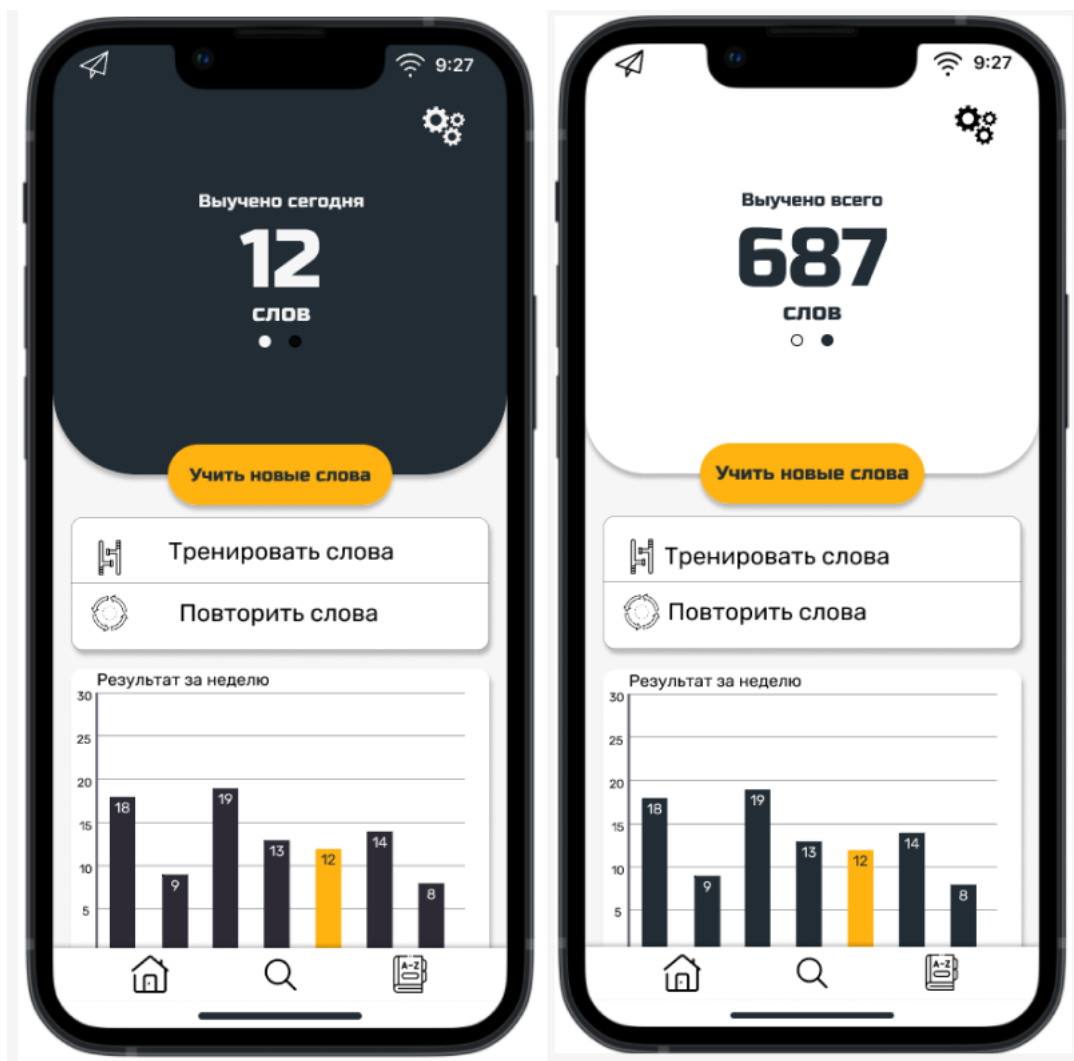 9:27
Выучено сегодня
12
слов
Учить новые слова
Тренировать слова
Повторить слова
Результат за неделю
30
25
20
15
10
5
18
9
19
13
12
14
8
A-Z
9:27
Выучено всего
687
слов
Учить новые слова
Тренировать слова
Повторить слова
Результат за неделю
30
25
20
15
10
5
18
9
19
13
12
14
8
A-Z